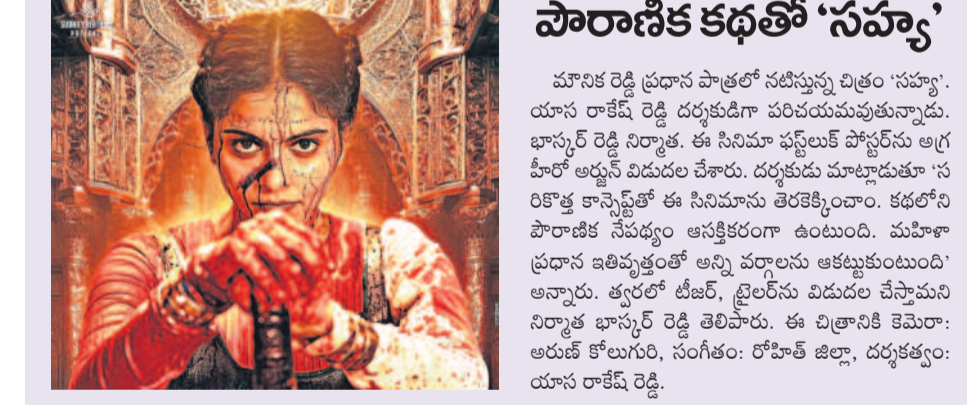 పౌరాణిక కథతో ‘సహ్య’
మౌనిక రెడ్డి ప్రధాన పాత్రలో నటిస్తున్న చిత్రం ‘సహ్య’.
యాస రాకేష్ రెడ్డి దర్శకుడిగా పరిచయమవుతున్నాడు.
భాస్కర్ రెడ్డి నిర్మాత. ఈ సినిమా ఫస్ట్‌లుక్ పోస్టర్‌ను అగ్ర
హీరో అర్జున్ విడుదల చేశారు. దర్శకుడు మాట్లాడుతూ ‘స
రికొత్త కాన్సెప్ట్‌తో ఈ సినిమాను తెరకెక్కించాం. కథలోని
పౌరాణిక నేపథ్యం ఆసక్తికరంగా ఉంటుంది. మహిళా
ప్రధాన ఇతివృత్తంతో అన్ని వర్గాలను ఆకట్టుకుంటుంది’
అన్నారు. త్వరలో టీజర్, ట్రైలర్‌ను విడుదల చేస్తామని
నిర్మాత భాస్కర్ రెడ్డి తెలిపారు. ఈ చిత్రానికి కెమెరా:
అరుణ్ కోలుగురి, సంగీతం: రోహిత్ జిల్లా, దర్శకత్వం:
యాస రాకేష్ రెడ్డి.